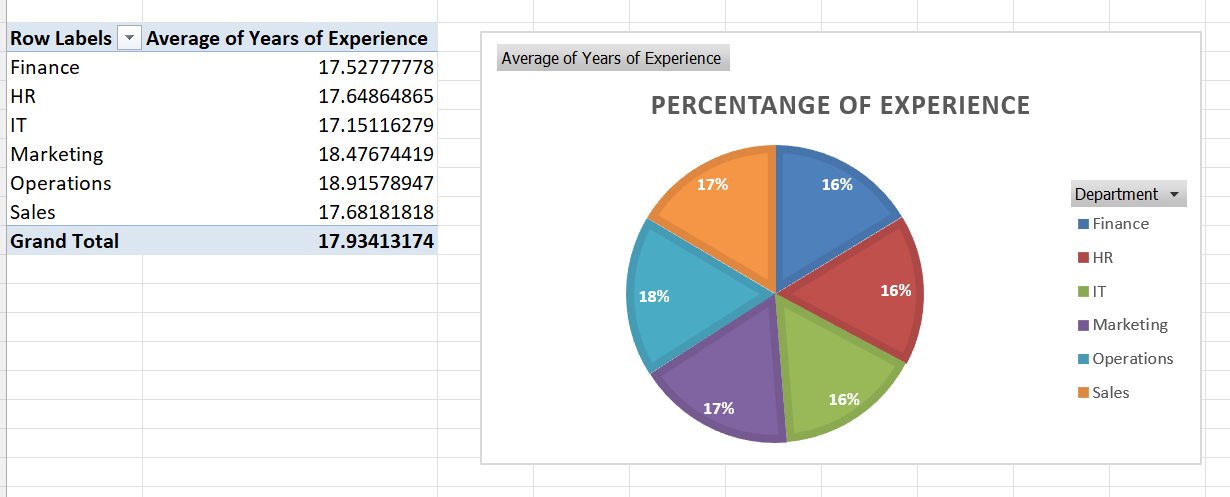 Row Labels Average of Years of Experience
Finance 17.52777778
HR 17.64864865
IT 17.15116279
Marketing 18.47674419
Operations 18.91578947
Sales 17.68181818
Grand Total 17.93413174
Average of Years of Experience
PERCENTANGE OF EXPERIENCE
17% 16%
18% 16%
17% 16%
Department
Finance
HR
IT
Marketing
Operations
Sales